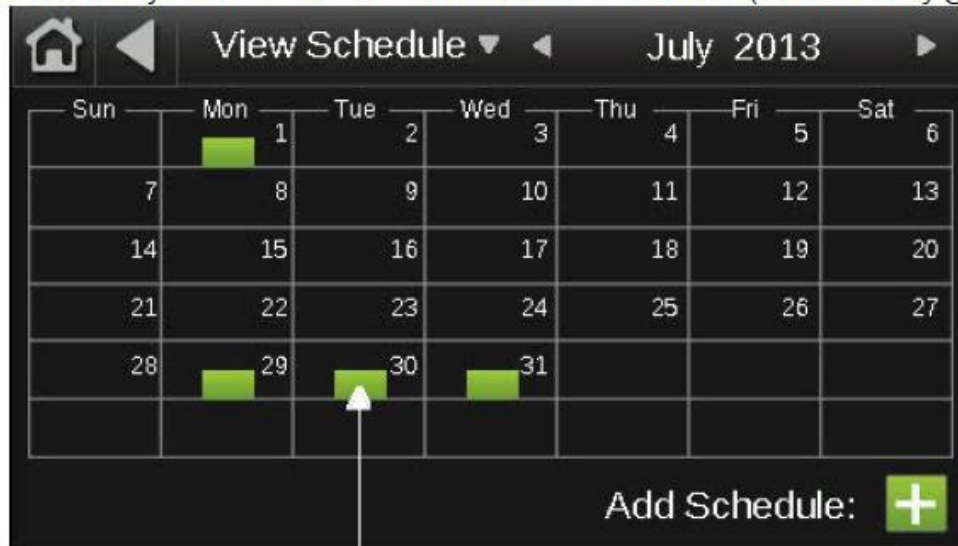 View Schedule July 2013
Sun Mon Tue Wed Thu Fri Sat
1 2 3 4 5 6
7 8 9 10 11 12 13
14 15 16 17 18 19 20
21 22 23 24 25 26 27
28 29 30 31
Add Schedule: